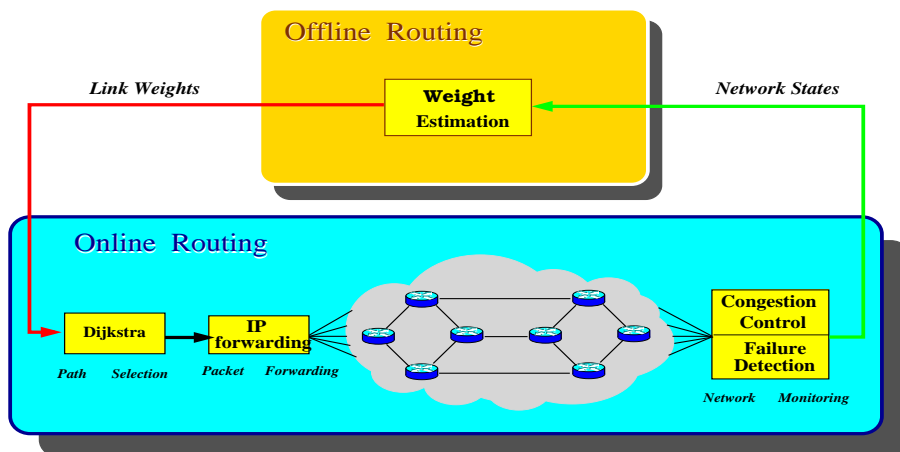 Offline Routing
Link Weights
Network States
Weight
Estimation
Online Routing
Dijkstra
IP
forwarding
Congestion
Control
Failure
Detection
Path Selection
Packet Forwarding
Network Monitoring